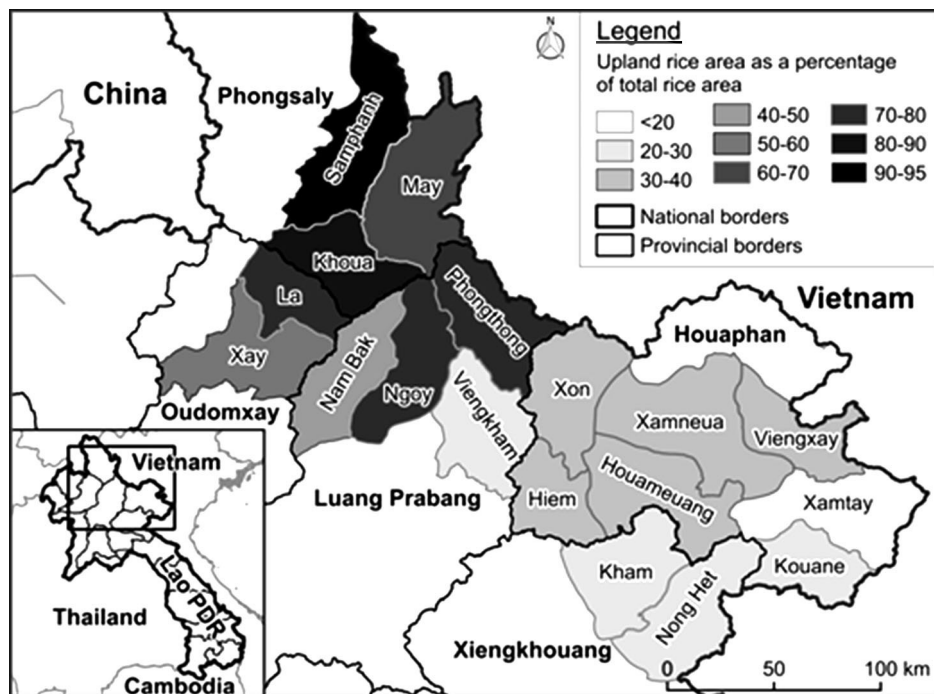 N
Legend
Upland rice area as a percentage
of total rice area
<20
20-30
30-40
40-50
50-60
60-70
70-80
80-90
90-95
National borders
Provincial borders
China
Phongsaly
Samphanh
May
Khoua
La
Phongthong
Vietnam
Houaphan
Xay
Nam Bak
Ngoy
Viengkham
Xon
Xamneua
Viengxay
Oudomxay
Luang Prabang
Hiem
Houameuang
Xamtay
Kham
Nong Het
Kouane
Xiengkhouang
Vietnam
Lao PDR
Thailand
Cambodia
0 50 100 km